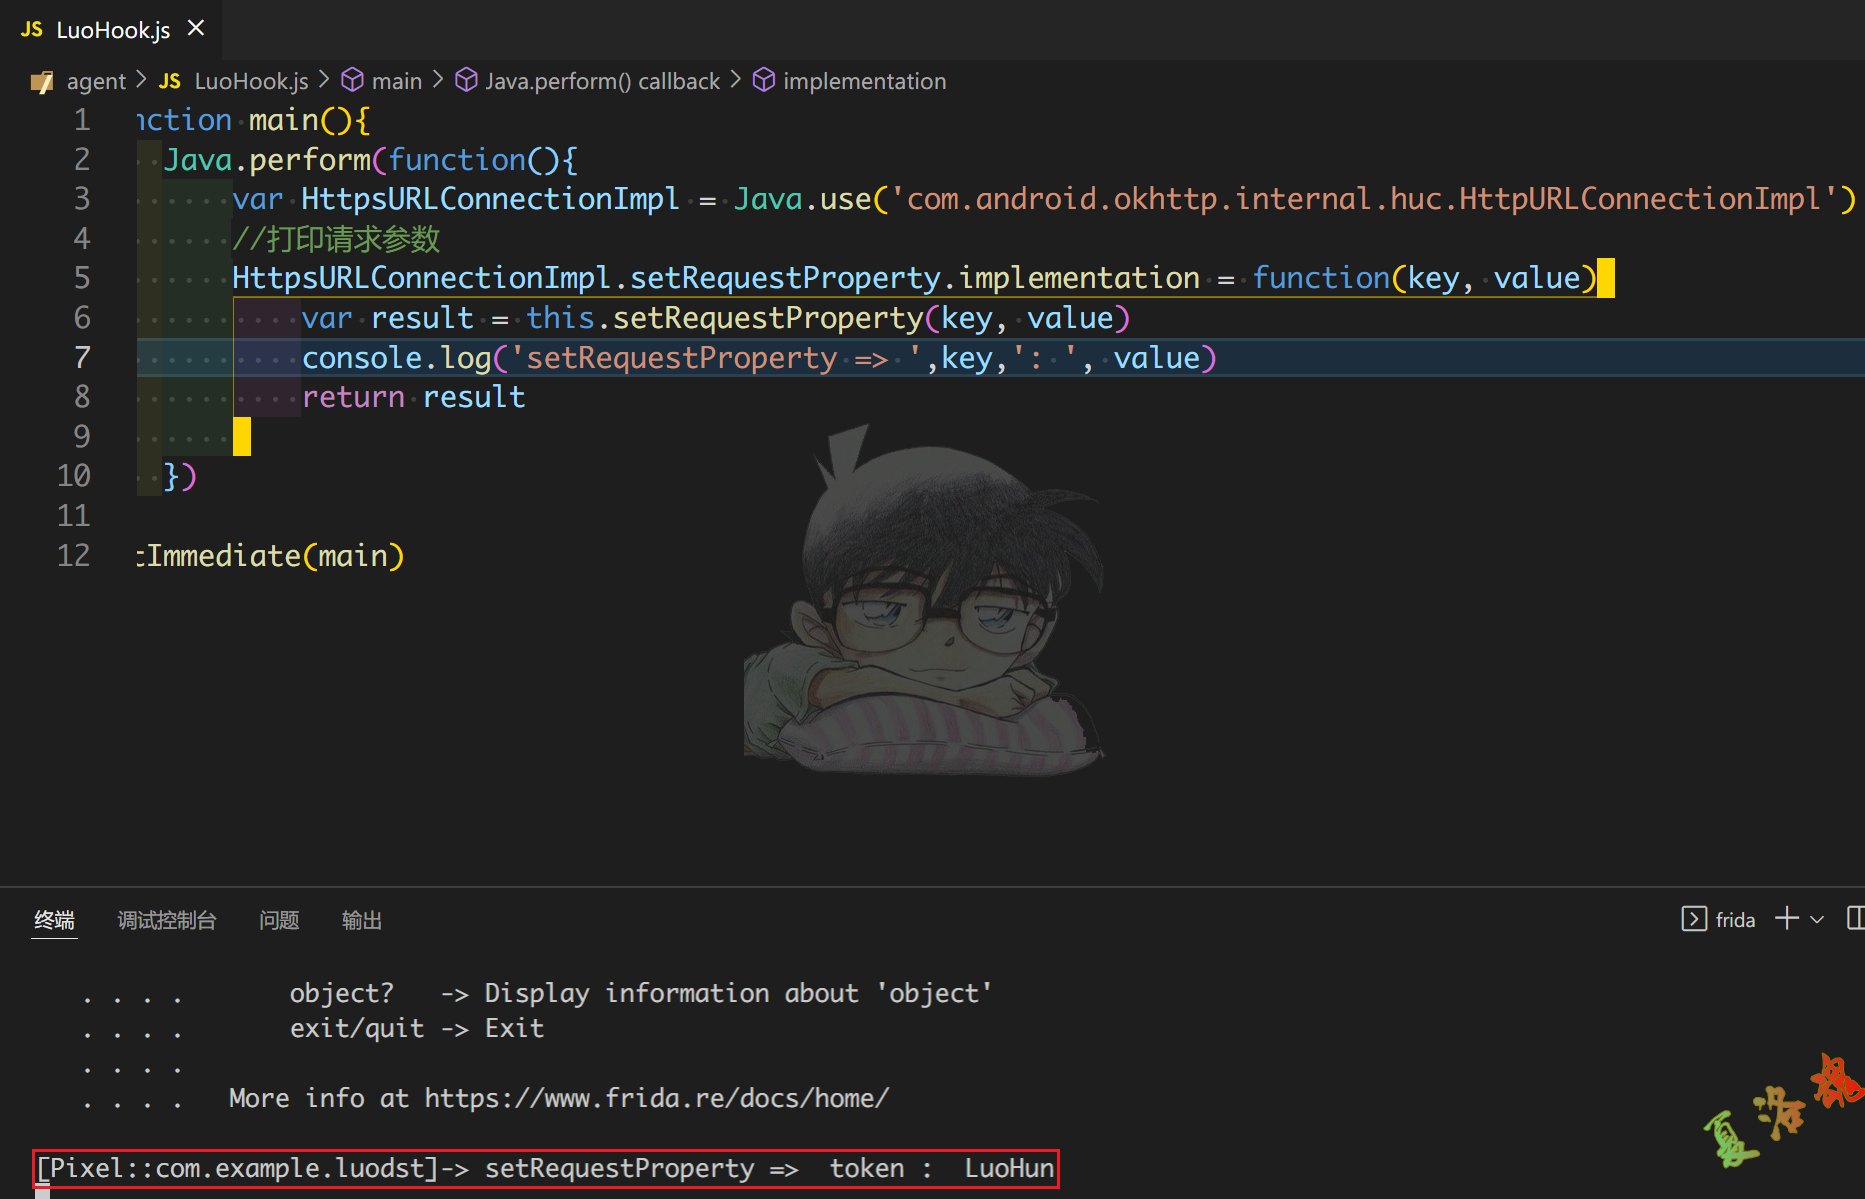 JS LuoHook.js ×
agent > JS LuoHook.js > main > Java.perform() callback > implementation
1 nction main(){
2 Java.perform(function(){
3 var HttpsURLConnectionImpl = Java.use('com.android.okhttp.internal.huc.HttpURLConnectionImpl')
4 //打印请求参数
5 HttpsURLConnectionImpl.setRequestProperty.implementation = function(key, value)
6 var result = this.setRequestProperty(key, value)
7 console.log('setRequestProperty => ',key,': ', value)
8 return result
9
10 })
11
12 tImmediate(main)
终端 调试控制台 问题 输出 frida
. . . . object? -> Display information about 'object'
. . . . exit/quit -> Exit
. . . .
. . . . More info at https://www.frida.re/docs/home/
[Pixel::com.example.luodst]-> setRequestProperty => token : LuoHun
夏洛魂